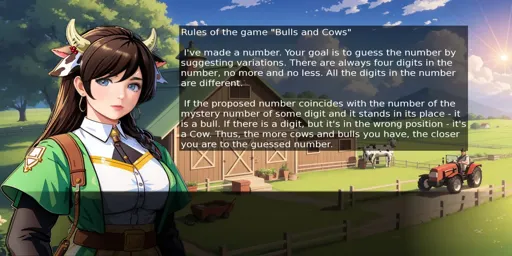 Rules of the game "Bulls and Cows"
I've made a number. Your goal is to guess the number by
suggesting variations. There are always four digits in the
number, no more and no less. All the digits in the number
are different.
If the proposed number coincides with the number of the
mystery number of some digit and it stands in its place - it
is a bull. If there is a digit, but it's in the wrong position - it's
a Cow. Thus, the more cows and bulls you have, the closer
you are to the guessed number.